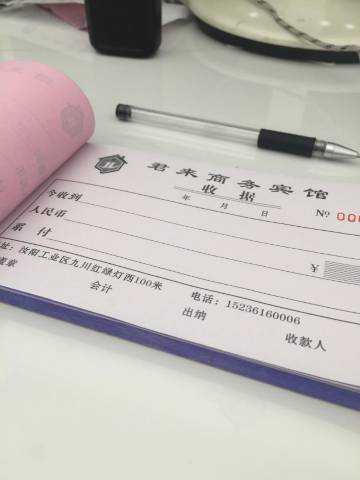 君来商务宾馆
收据
年 月 日 № 000
今收到
人民币 ¥
系付
址：汝阳工业区九川红绿灯西100米 电话：15236160006
盖章 会计 出纳 收款人